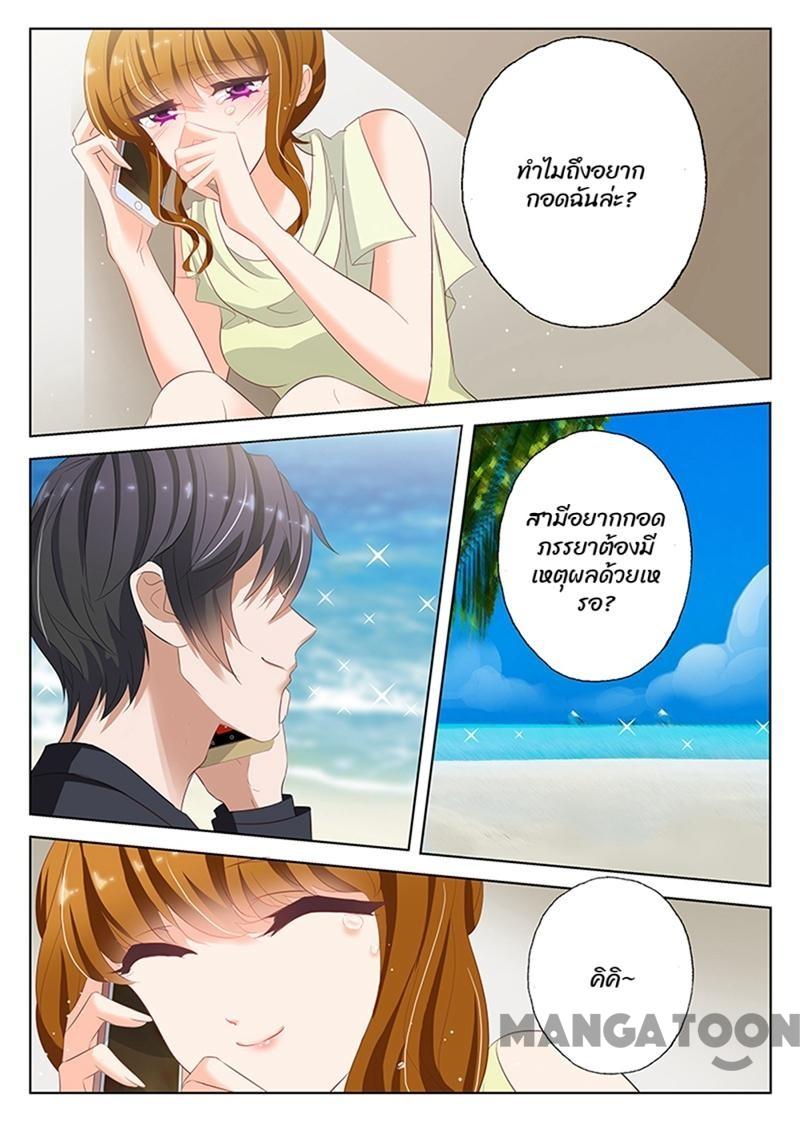 ทำไมถึงอยาก
กอดฉันล่ะ?
สามีอยากกอด
ภรรยาต้องมี
เหตุผลด้วยเห
รอ?
คิคิ~
MANGATOON